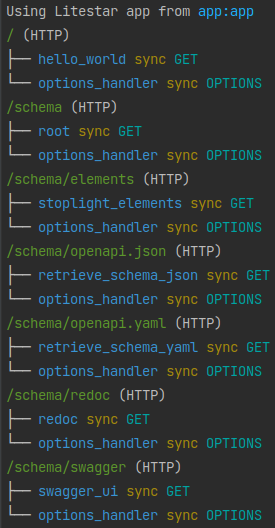 Using Litestar app from app:app
/ (HTTP)
├── hello_world sync GET
└── options_handler sync OPTIONS
/schema (HTTP)
├── root sync GET
└── options_handler sync OPTIONS
/schema/elements (HTTP)
├── stoplight_elements sync GET
└── options_handler sync OPTIONS
/schema/openapi.json (HTTP)
├── retrieve_schema_json sync GET
└── options_handler sync OPTIONS
/schema/openapi.yaml (HTTP)
├── retrieve_schema_yaml sync GET
└── options_handler sync OPTIONS
/schema/redoc (HTTP)
├── redoc sync GET
└── options_handler sync OPTIONS
/schema/swagger (HTTP)
├── swagger_ui sync GET
└── options_handler sync OPTIONS